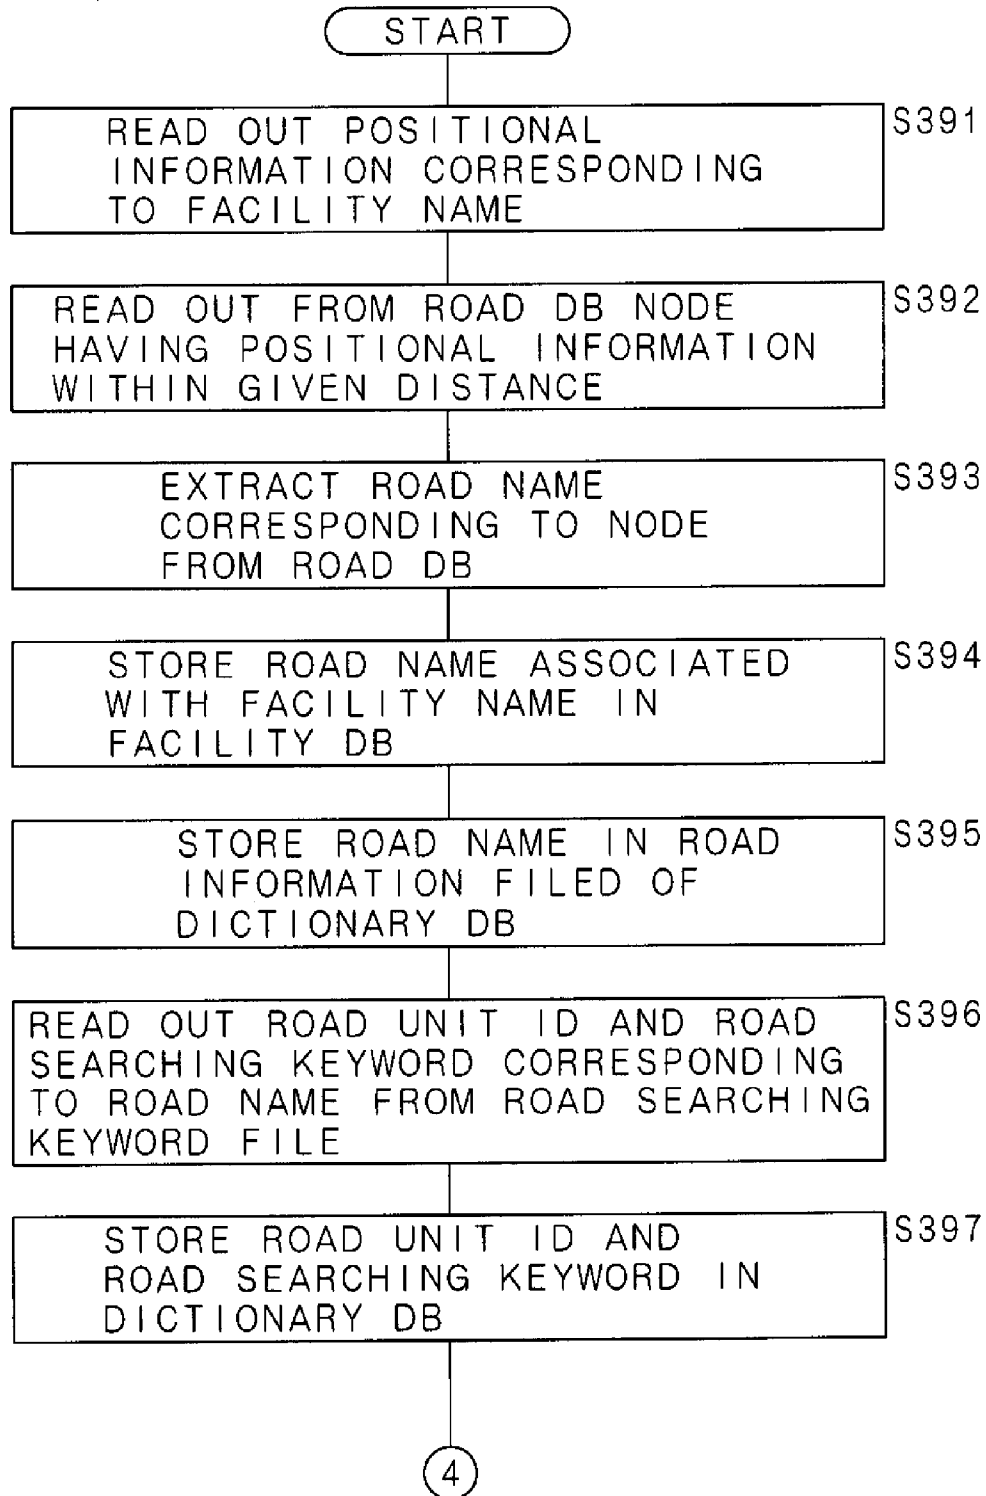 START
READ OUT POSITIONAL
INFORMATION CORRESPONDING
TO FACILITY NAME
S391
READ OUT FROM ROAD DB NODE
HAVING POSITIONAL INFORMATION
WITHIN GIVEN DISTANCE
S392
EXTRACT ROAD NAME
CORRESPONDING TO NODE
FROM ROAD DB
S393
STORE ROAD NAME ASSOCIATED
WITH FACILITY NAME IN
FACILITY DB
S394
STORE ROAD NAME IN ROAD
INFORMATION FILED OF
DICTIONARY DB
S395
READ OUT ROAD UNIT ID AND ROAD
SEARCHING KEYWORD CORRESPONDING
TO ROAD NAME FROM ROAD SEARCHING
KEYWORD FILE
S396
STORE ROAD UNIT ID AND
ROAD SEARCHING KEYWORD IN
DICTIONARY DB
S397
4